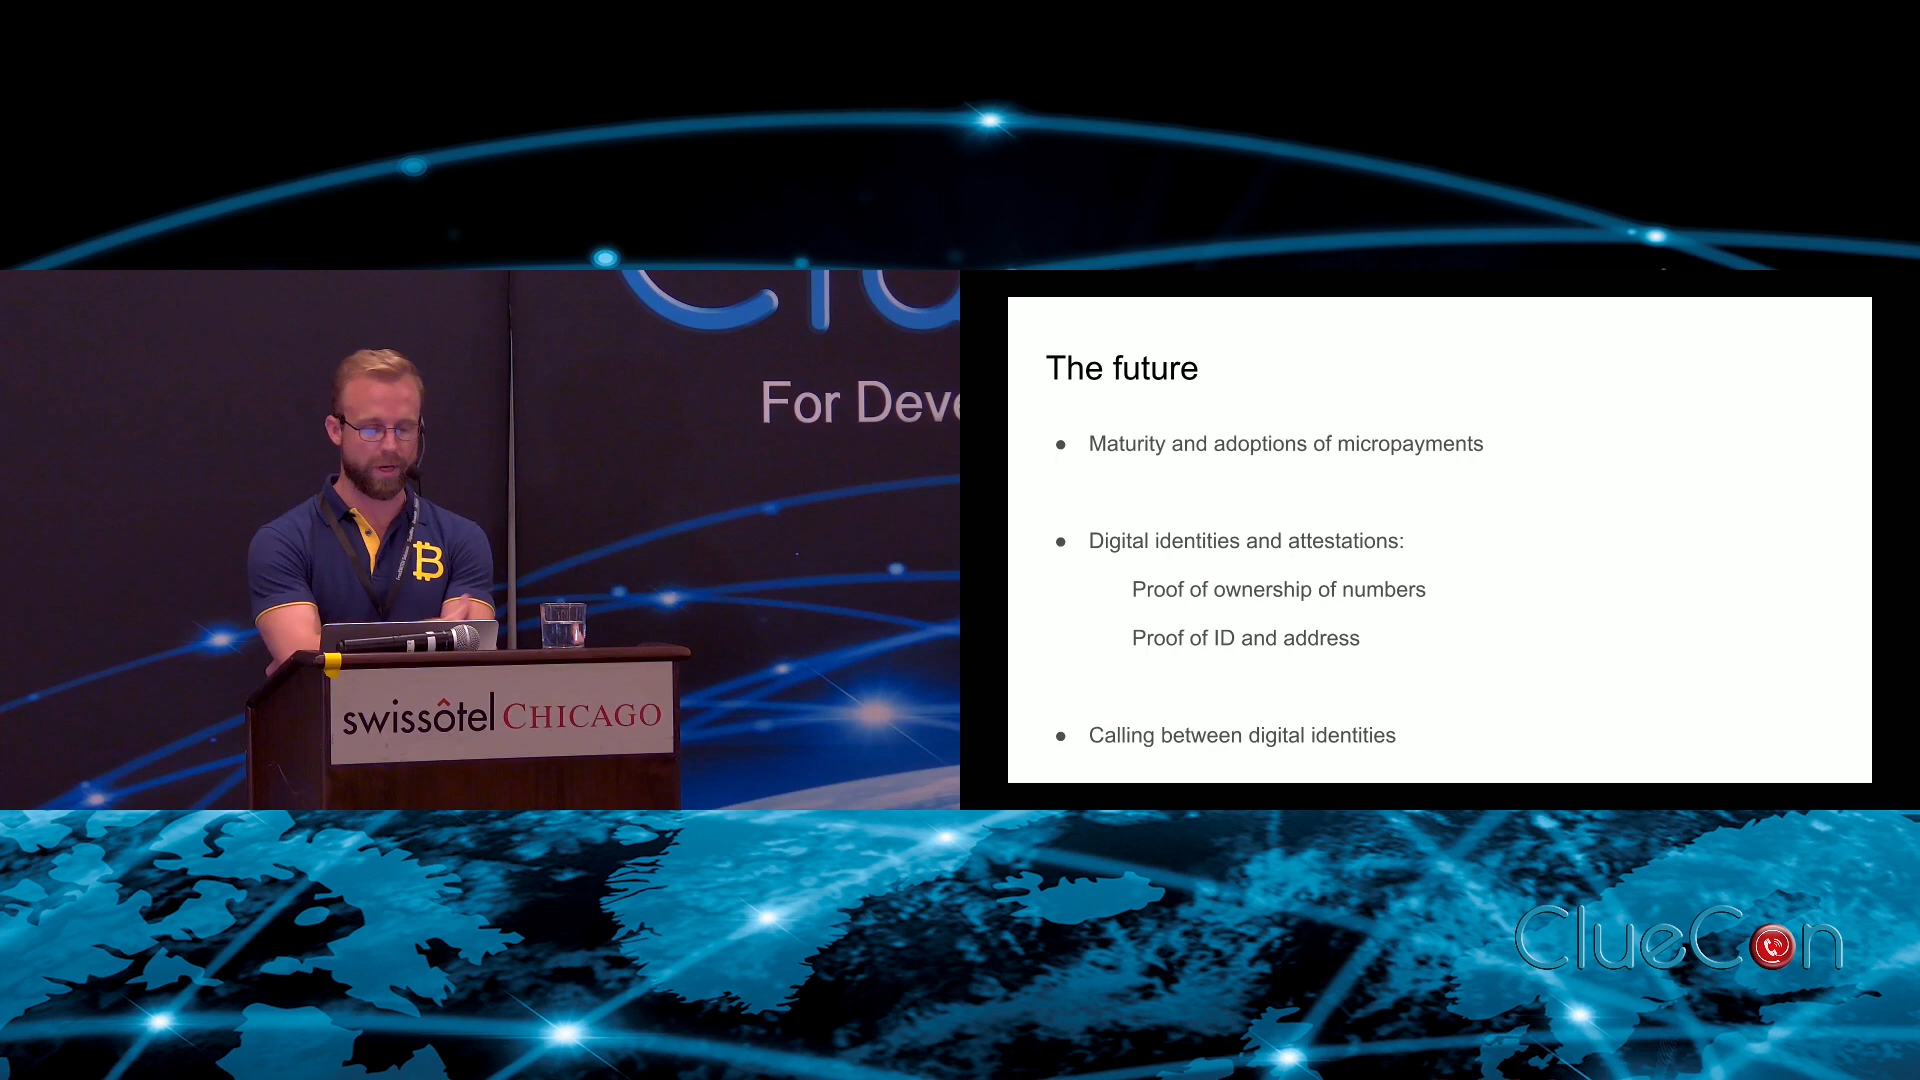 For Deve
swissôtel CHICAGO
The future
● Maturity and adoptions of micropayments
● Digital identities and attestations:
Proof of ownership of numbers
Proof of ID and address
● Calling between digital identities
ClueCon